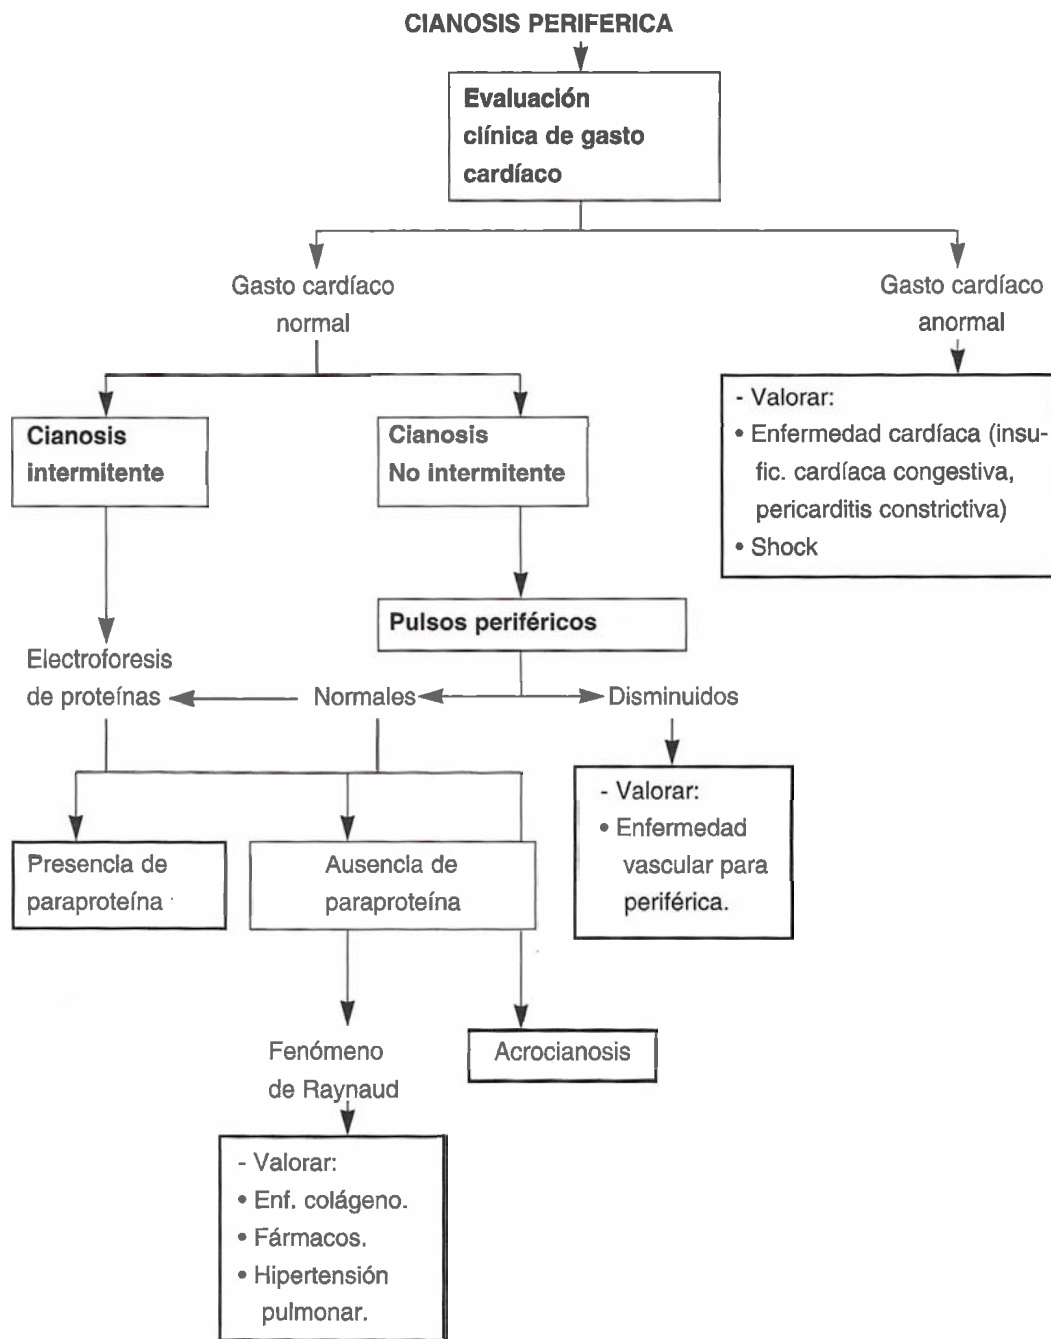 CIANOSIS PERIFERICA
Evaluación
clínica de gasto
cardíaco
Gasto cardíaco
normal
Gasto cardíaco
anormal
Cianosis
intermitente
Cianosis
No intermitente
- Valorar:
• Enfermedad cardíaca (insu-
fic. cardíaca congestiva,
pericarditis constrictiva)
• Shock
Pulsos periféricos
Electroforesis
de proteínas
Normales
Disminuidos
- Valorar:
• Enfermedad
vascular para
periférica.
Presencia de
paraproteína
Ausencia de
paraproteína
Fenómeno
de Raynaud
Acrocianosis
- Valorar:
• Enf. colágeno.
• Fármacos.
• Hipertensión
pulmonar.